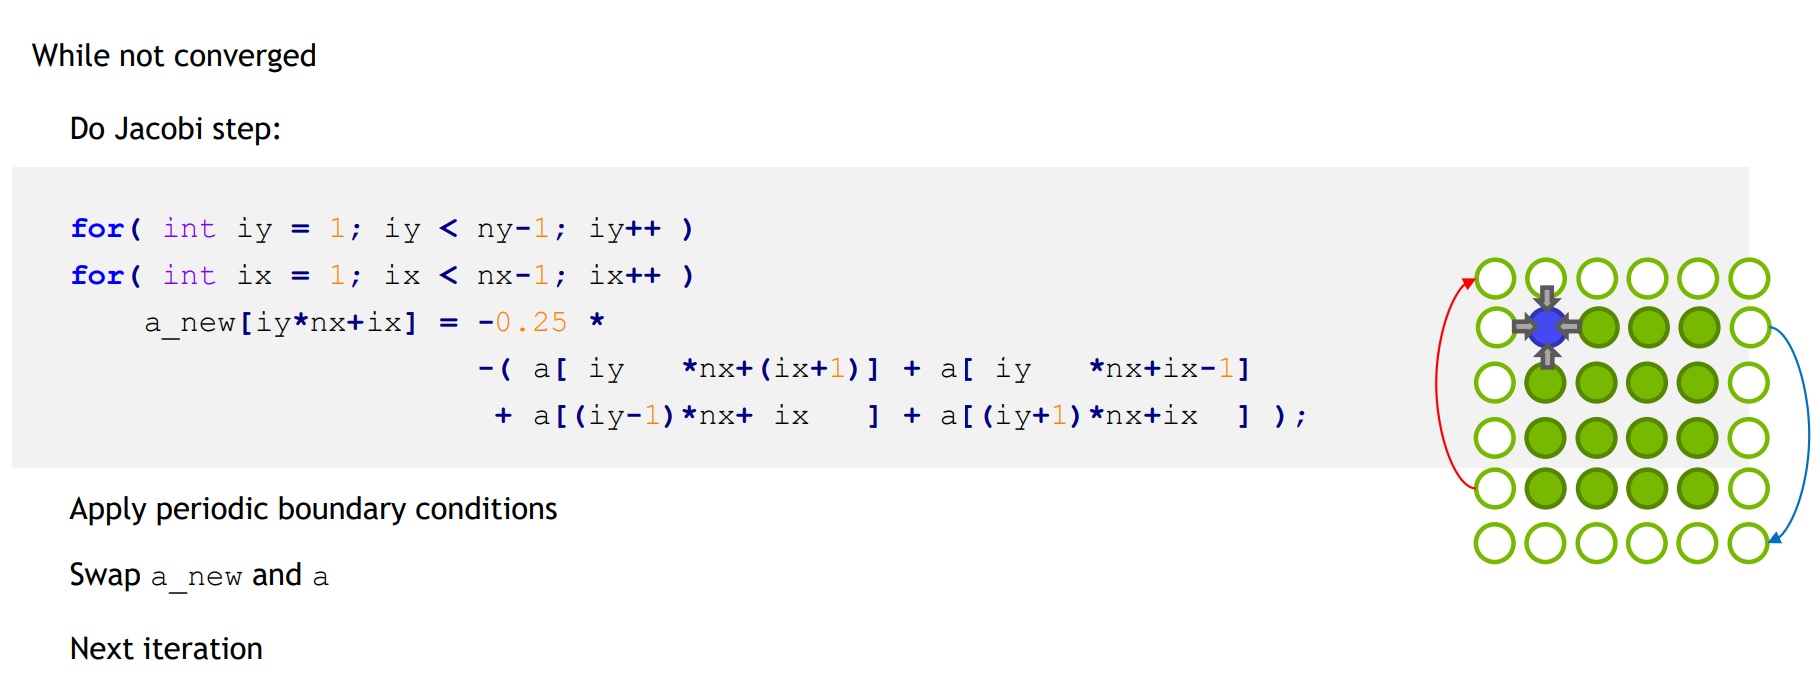 While not converged
Do Jacobi step:
for( int iy = 1; iy < ny-1; iy++ )
for( int ix = 1; ix < nx-1; ix++ )
a_new[iy*nx+ix] = -0.25 *
-( a[ iy   *nx+(ix+1)] + a[ iy   *nx+ix-1]
+ a[(iy-1)*nx+ ix   ] + a[(iy+1)*nx+ix  ] );
Apply periodic boundary conditions
Swap a_new and a
Next iteration